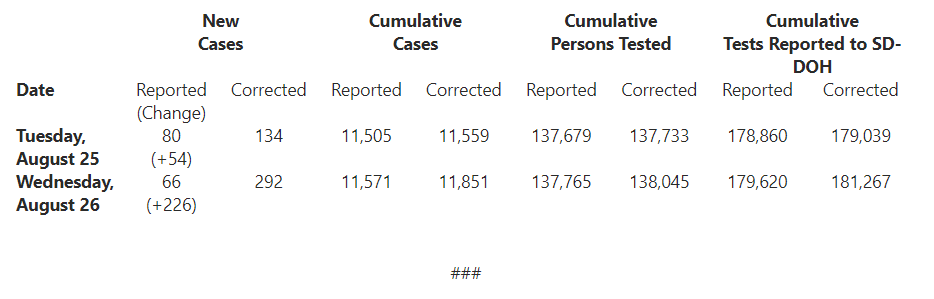 New Cumulative Cumulative Cumulative
Cases Cases Persons Tested Tests Reported to SD-
DOH
Date Reported Corrected Reported Corrected Reported Corrected Reported Corrected
(Change)
Tuesday, 80 134 11,505 11,559 137,679 137,733 178,860 179,039
August 25 (+54)
Wednesday, 66 292 11,571 11,851 137,765 138,045 179,620 181,267
August 26 (+226)
###